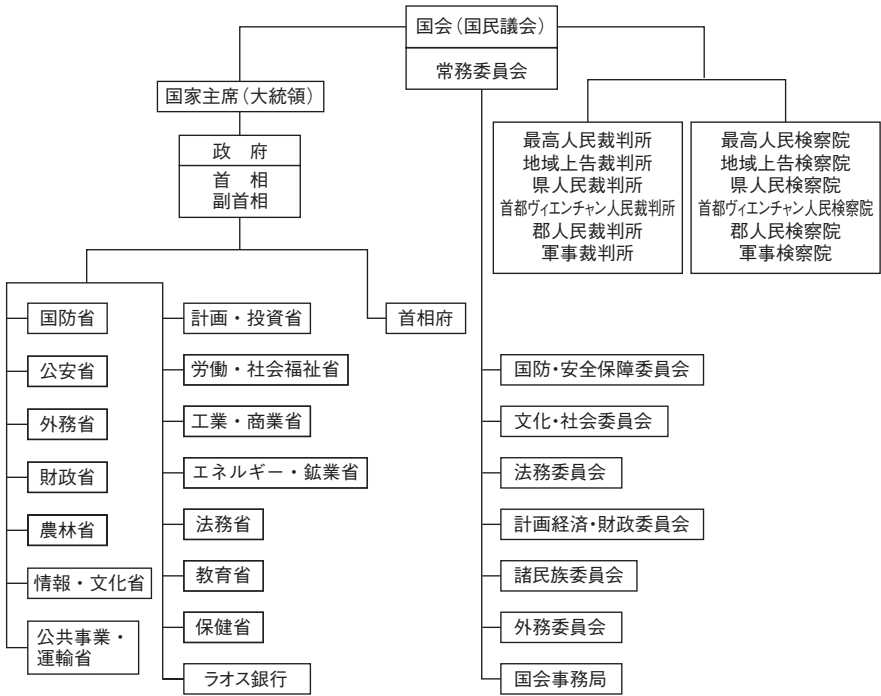 国会（国民議会）
常務委員会
国家主席（大統領）
政　府
首　相
副首相
最高人民裁判所
地域上告裁判所
県人民裁判所
首都ヴィエンチャン人民裁判所
郡人民裁判所
軍事裁判所
最高人民検察院
地域上告検察院
県人民検察院
首都ヴィエンチャン人民検察院
郡人民検察院
軍事検察院
国防省
公安省
外務省
財政省
農林省
情報・文化省
公共事業・
運輸省
計画・投資省
労働・社会福祉省
工業・商業省
エネルギー・鉱業省
法務省
教育省
保健省
ラオス銀行
首相府
国防・安全保障委員会
文化・社会委員会
法務委員会
計画経済・財政委員会
諸民族委員会
外務委員会
国会事務局